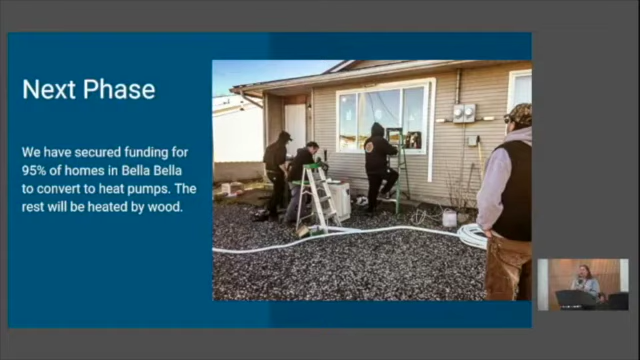 Next Phase
We have secured funding for
95% of homes in Bella Bella
to convert to heat pumps. The
rest will be heated by wood.